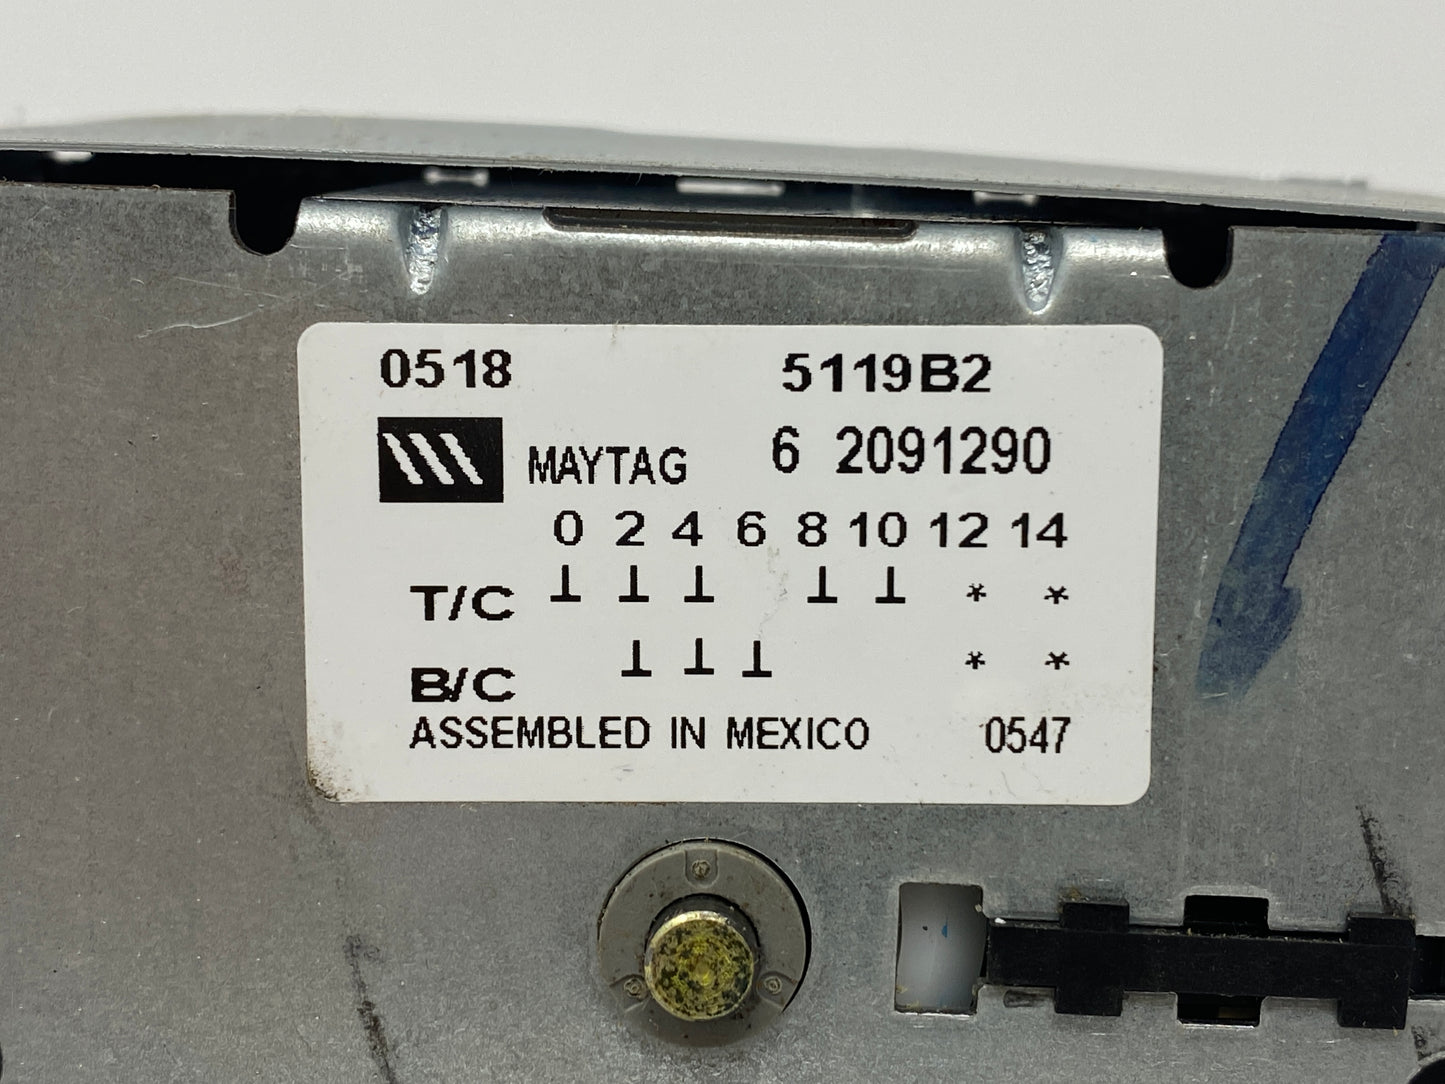 0518 5119B2
MAYTAG 6 2091290
0 2 4 6 8 10 12 14
T/C ⊥ ⊥ ⊥ ⊥ ⊥ * *
B/C ⊥ ⊥ ⊥ * *
ASSEMBLED IN MEXICO 0547